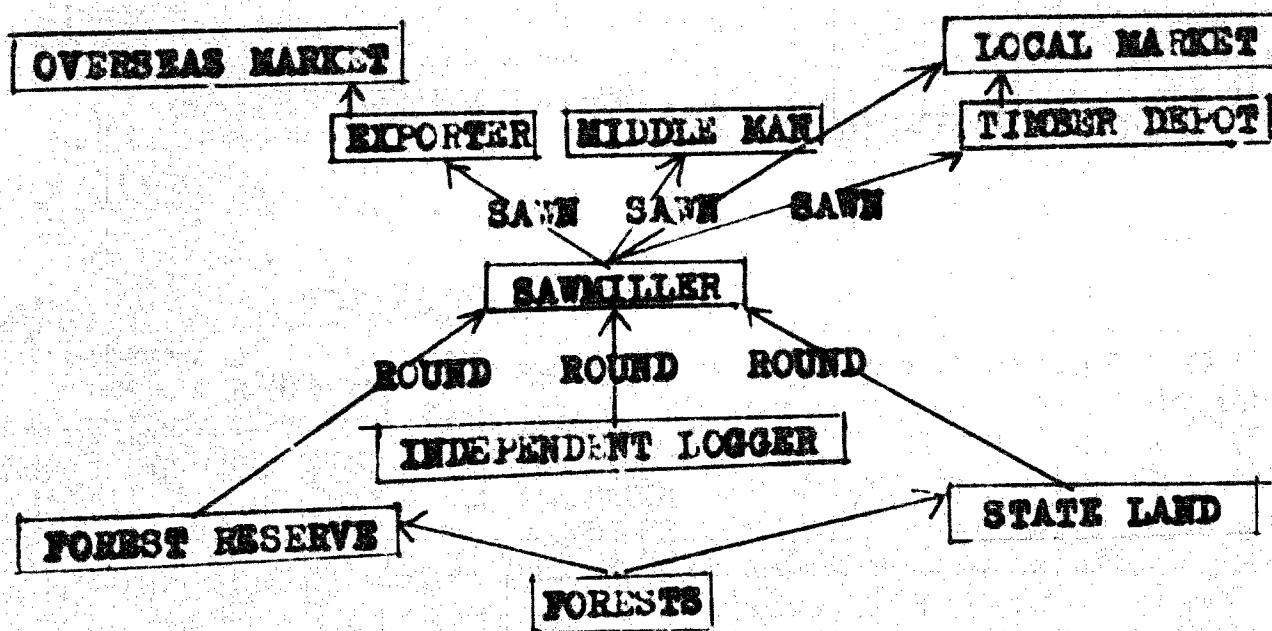 OVERSEAS MARKET
LOCAL MARKET
EXPORTER
MIDDLE MAN
TIMBER DEPOT
SAWN
SAWN
SAWN
SAWMILLER
ROUND
ROUND
ROUND
INDEPENDENT LOGGER
FOREST RESERVE
STATE LAND
FORESTS